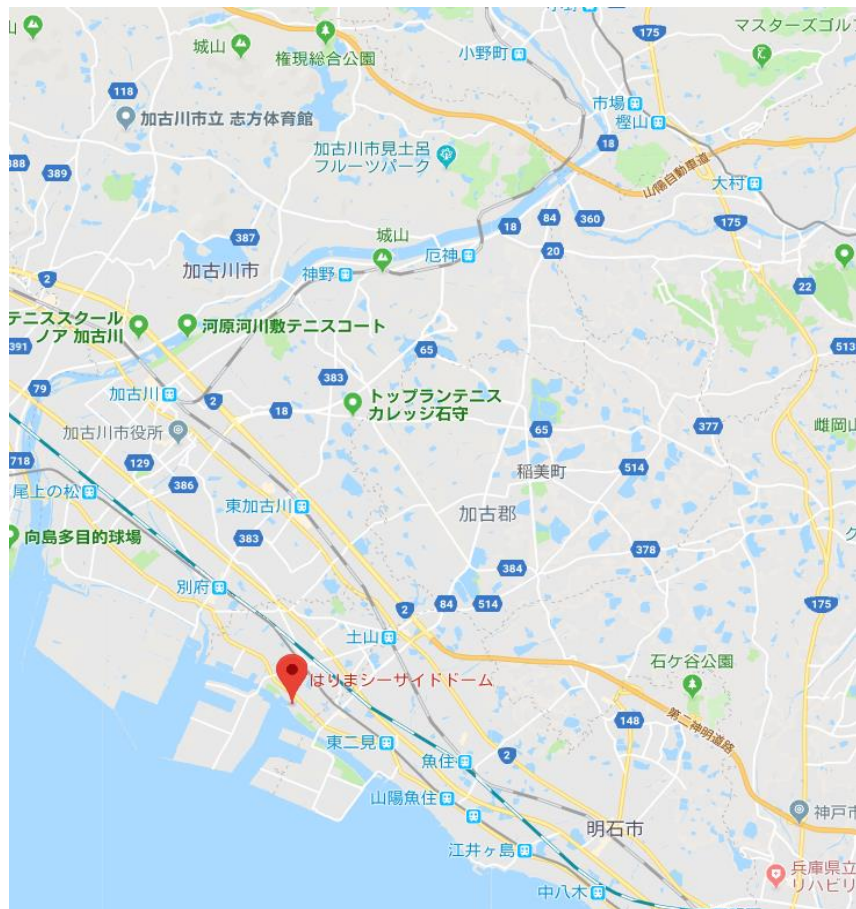 175
マスターズゴルフ
城山
城山
権現総合公園
小野町
市場
樫山
118
加古川市立 志方体育館
加古川市見土呂
フルーツパーク
18
388
389
山陽自動車道
大村
387
18
84
360
175
城山
20
加古川市
厄神
神野
2
22
テニススクール
ノア 加古川
河原河川敷テニスコート
391
65
513
79
加古川
383
トップランテニス
カレッジ石守
2
18
377
雌岡山
加古川市役所
65
718
129
稲美町
514
386
尾上の松
東加古川
加古郡
向島多目的球場
383
378
384
別府
2
84
514
175
土山
石ケ谷公園
はりまシーサイドドーム
148
第二神明道路
東二見
魚住
2
山陽魚住
神戸市
明石市
江井ヶ島
兵庫県立
リハビリ
中八木